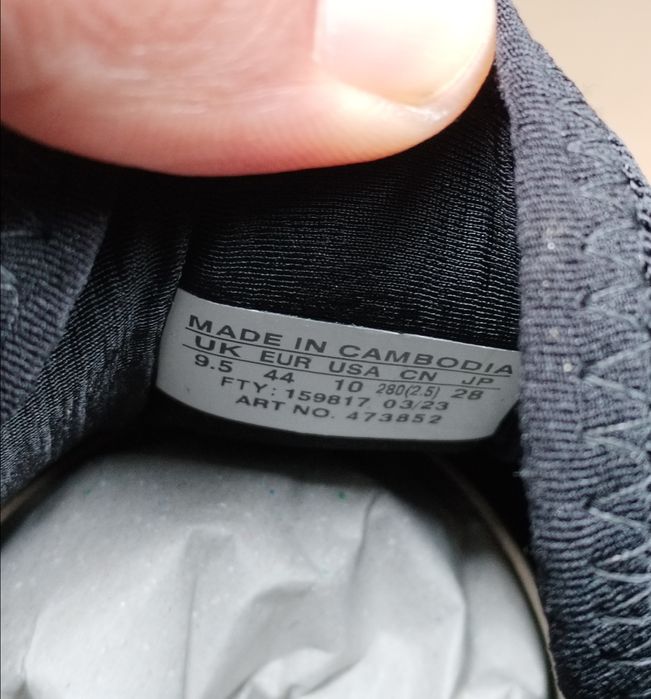 MADE IN CAMBODIA
UK EUR USA CN JP
9.5 44 10 280(2.5) 28
FTY: 159817 03/23
ART NO. 473852